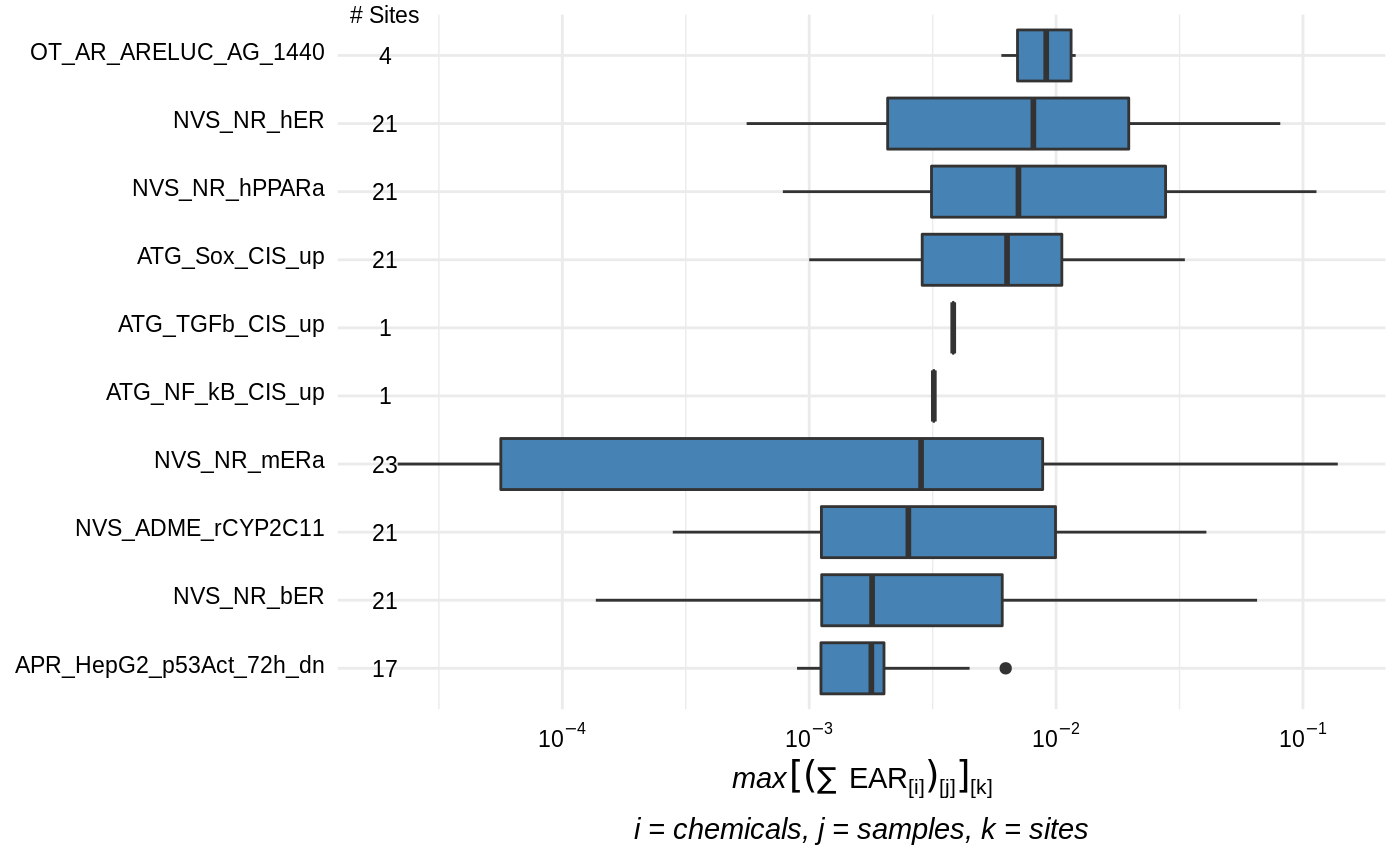 # Sites
OT_AR_ARELUC_AG_1440 4
NVS_NR_hER 21
NVS_NR_hPPARa 21
ATG_Sox_CIS_up 21
ATG_TGFb_CIS_up 1
ATG_NF_kB_CIS_up 1
NVS_NR_mERa 23
NVS_ADME_rCYP2C11 21
NVS_NR_bER 21
APR_HepG2_p53Act_72h_dn 17
10⁻⁴ 10⁻³ 10⁻² 10⁻¹
max[(∑ EAR[i])[j]][k]
i = chemicals, j = samples, k = sites